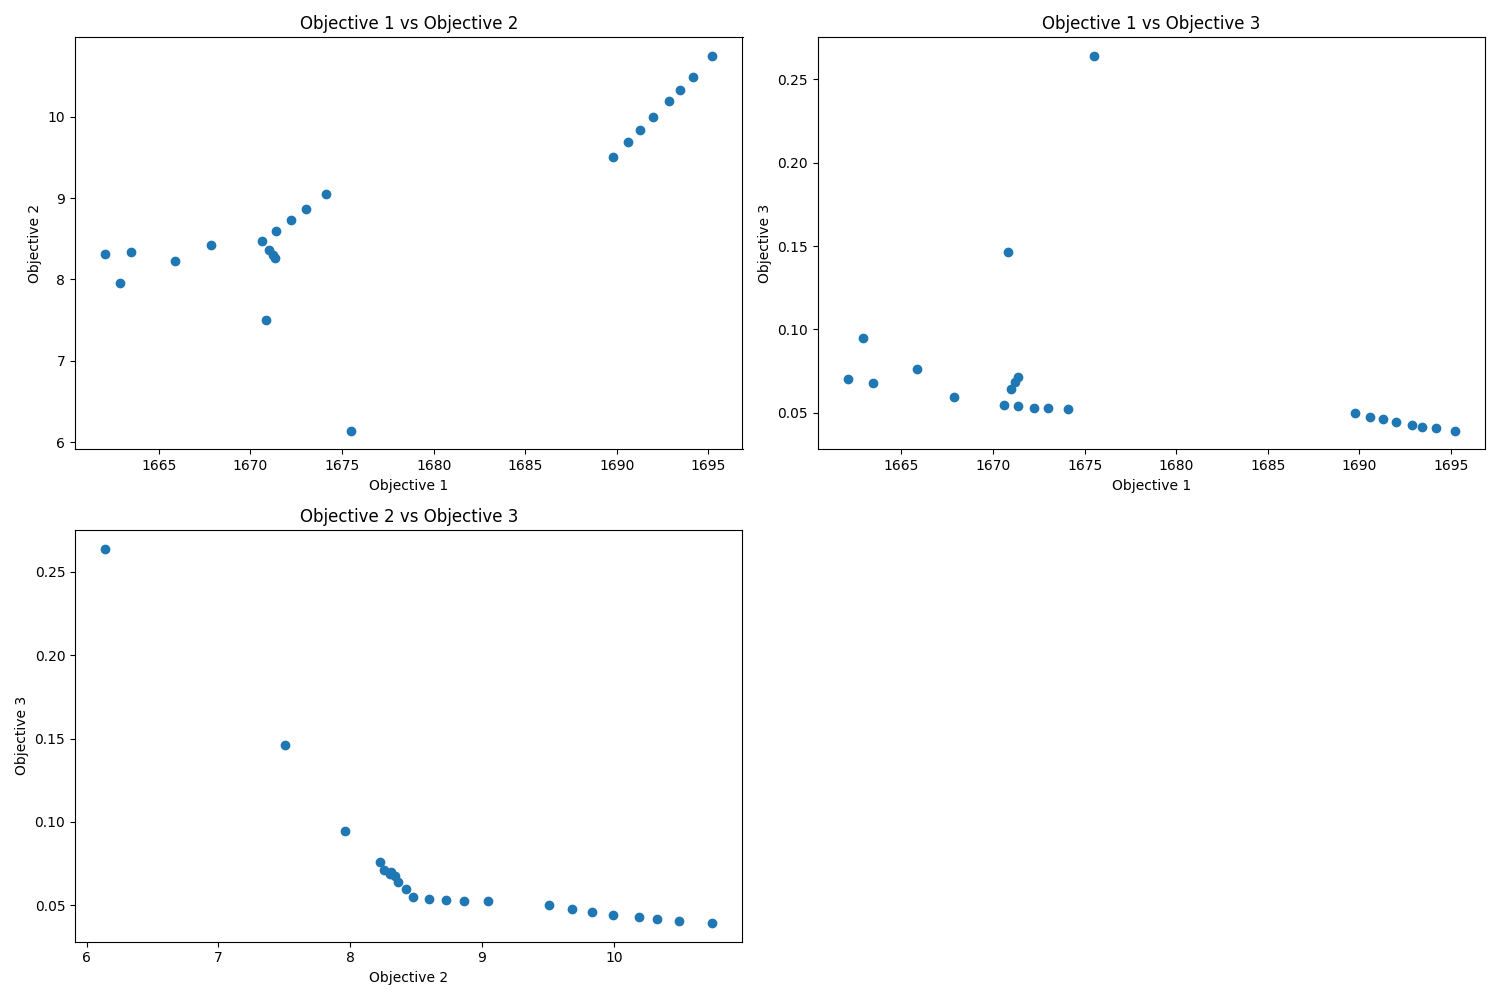 Objective 1 vs Objective 2
10
9
8
7
6
Objective 2
1665 1670 1675 1680 1685 1690 1695
Objective 1
Objective 1 vs Objective 3
0.25
0.20
0.15
0.10
0.05
Objective 3
1665 1670 1675 1680 1685 1690 1695
Objective 1
Objective 2 vs Objective 3
0.25
0.20
0.15
0.10
0.05
Objective 3
6 7 8 9 10
Objective 2